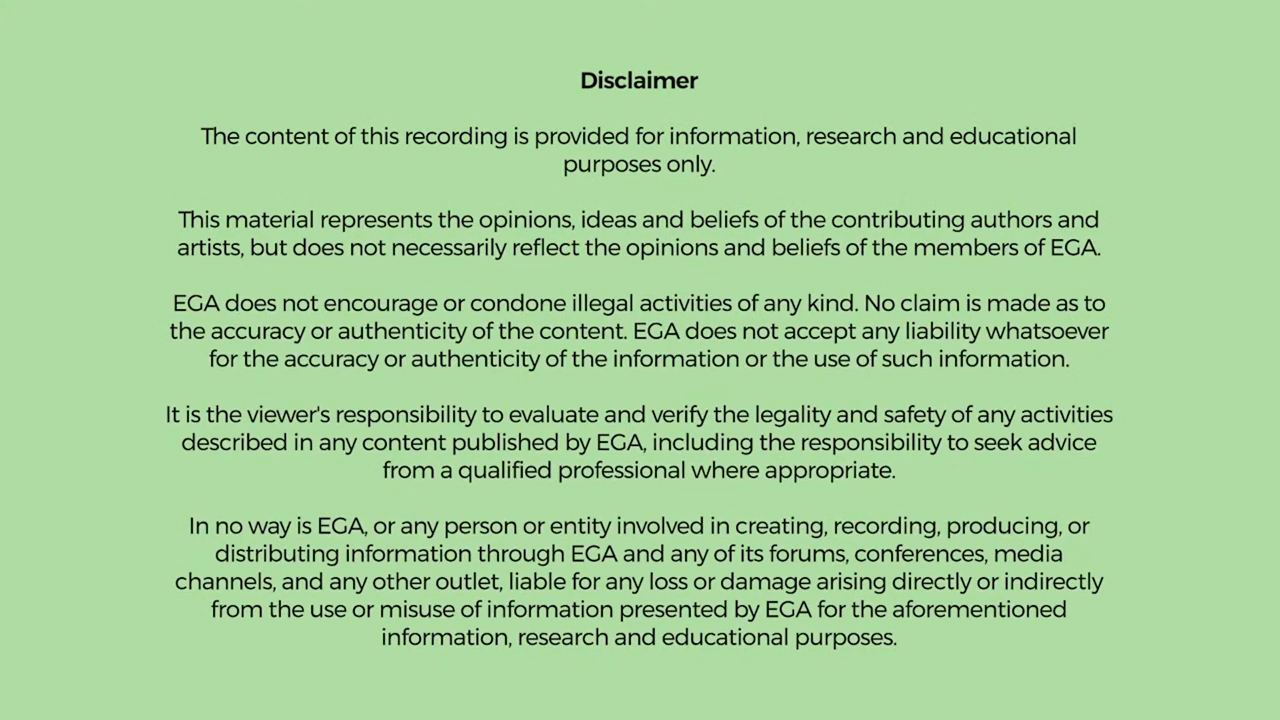 Disclaimer
The content of this recording is provided for information, research and educational
purposes only.
This material represents the opinions, ideas and beliefs of the contributing authors and
artists, but does not necessarily reflect the opinions and beliefs of the members of EGA.
EGA does not encourage or condone illegal activities of any kind. No claim is made as to
the accuracy or authenticity of the content. EGA does not accept any liability whatsoever
for the accuracy or authenticity of the information or the use of such information.
It is the viewer's responsibility to evaluate and verify the legality and safety of any activities
described in any content published by EGA, including the responsibility to seek advice
from a qualified professional where appropriate.
In no way is EGA, or any person or entity involved in creating, recording, producing, or
distributing information through EGA and any of its forums, conferences, media
channels, and any other outlet, liable for any loss or damage arising directly or indirectly
from the use or misuse of information presented by EGA for the aforementioned
information, research and educational purposes.